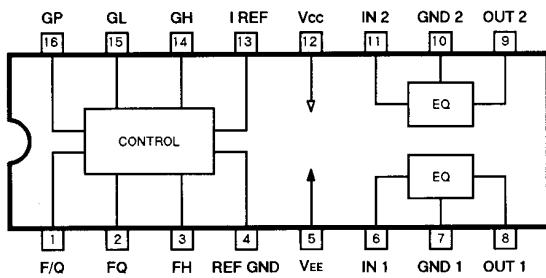 GP GL GH I REF Vcc IN 2 GND 2 OUT 2
16 15 14 13 12 11 10 9
EQ
CONTROL
EQ
1 2 3 4 5 6 7 8
F/Q FQ FH REF GND VEE IN 1 GND 1 OUT 1